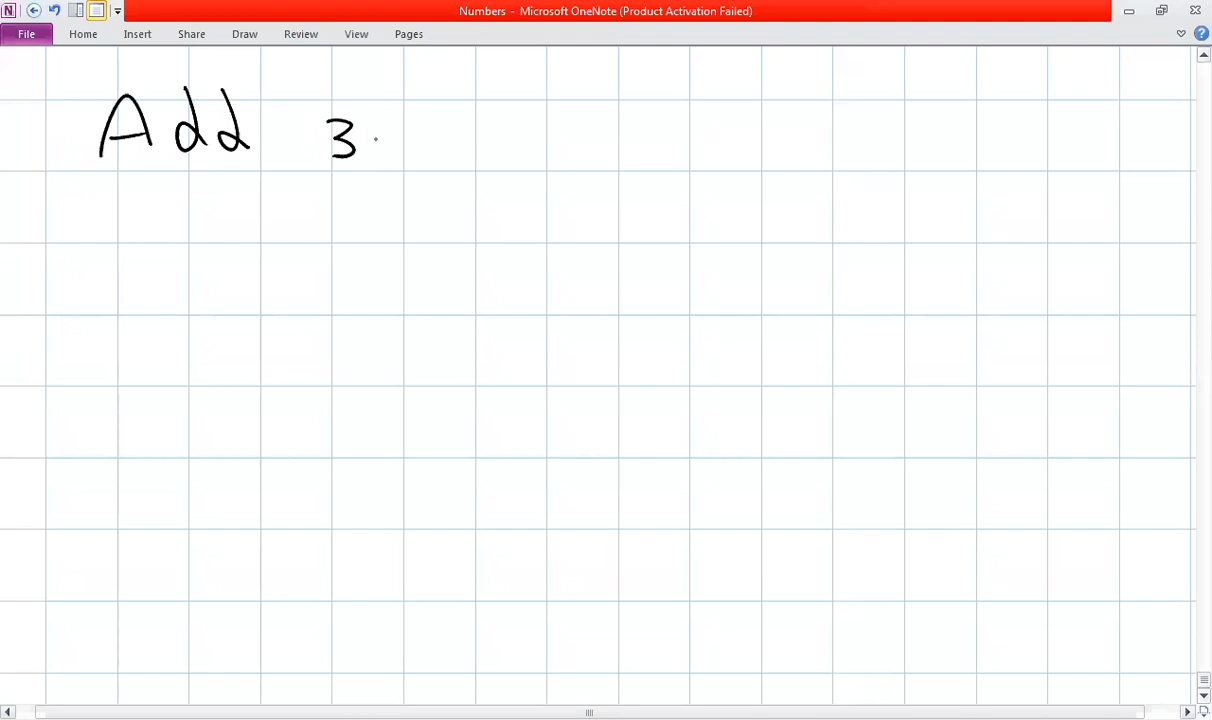 Numbers - Microsoft OneNote (Product Activation Failed)
File Home Insert Share Draw Review View Pages
Add 3